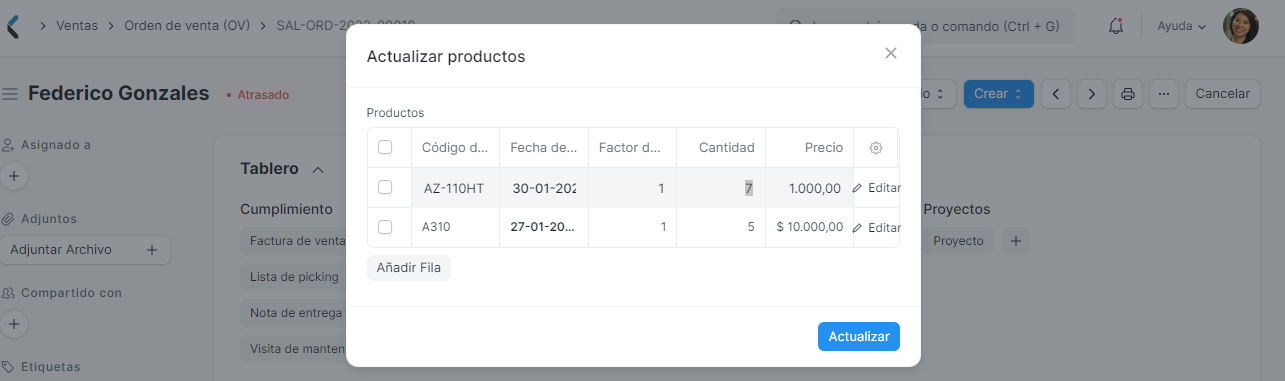 Ventas
Orden de venta (OV)
SAL-ORD-2023-00018
o comando (Ctrl + G)
Ayuda
Federico Gonzales
Atrasado
Crear
Cancelar
Asignado a
Adjuntos
Adjuntar Archivo
Compartido con
Etiquetas
Tablero
Cumplimiento
Factura de venta
Lista de picking
Nota de entrega
Visita de manten
Proyectos
Proyecto
Actualizar productos
Productos
Código d... Fecha de... Factor d... Cantidad Precio
AZ-110HT 30-01-202 1 7 1.000,00 Editar
A310 27-01-20... 1 5 $ 10.000,00 Editar
Añadir Fila
Actualizar